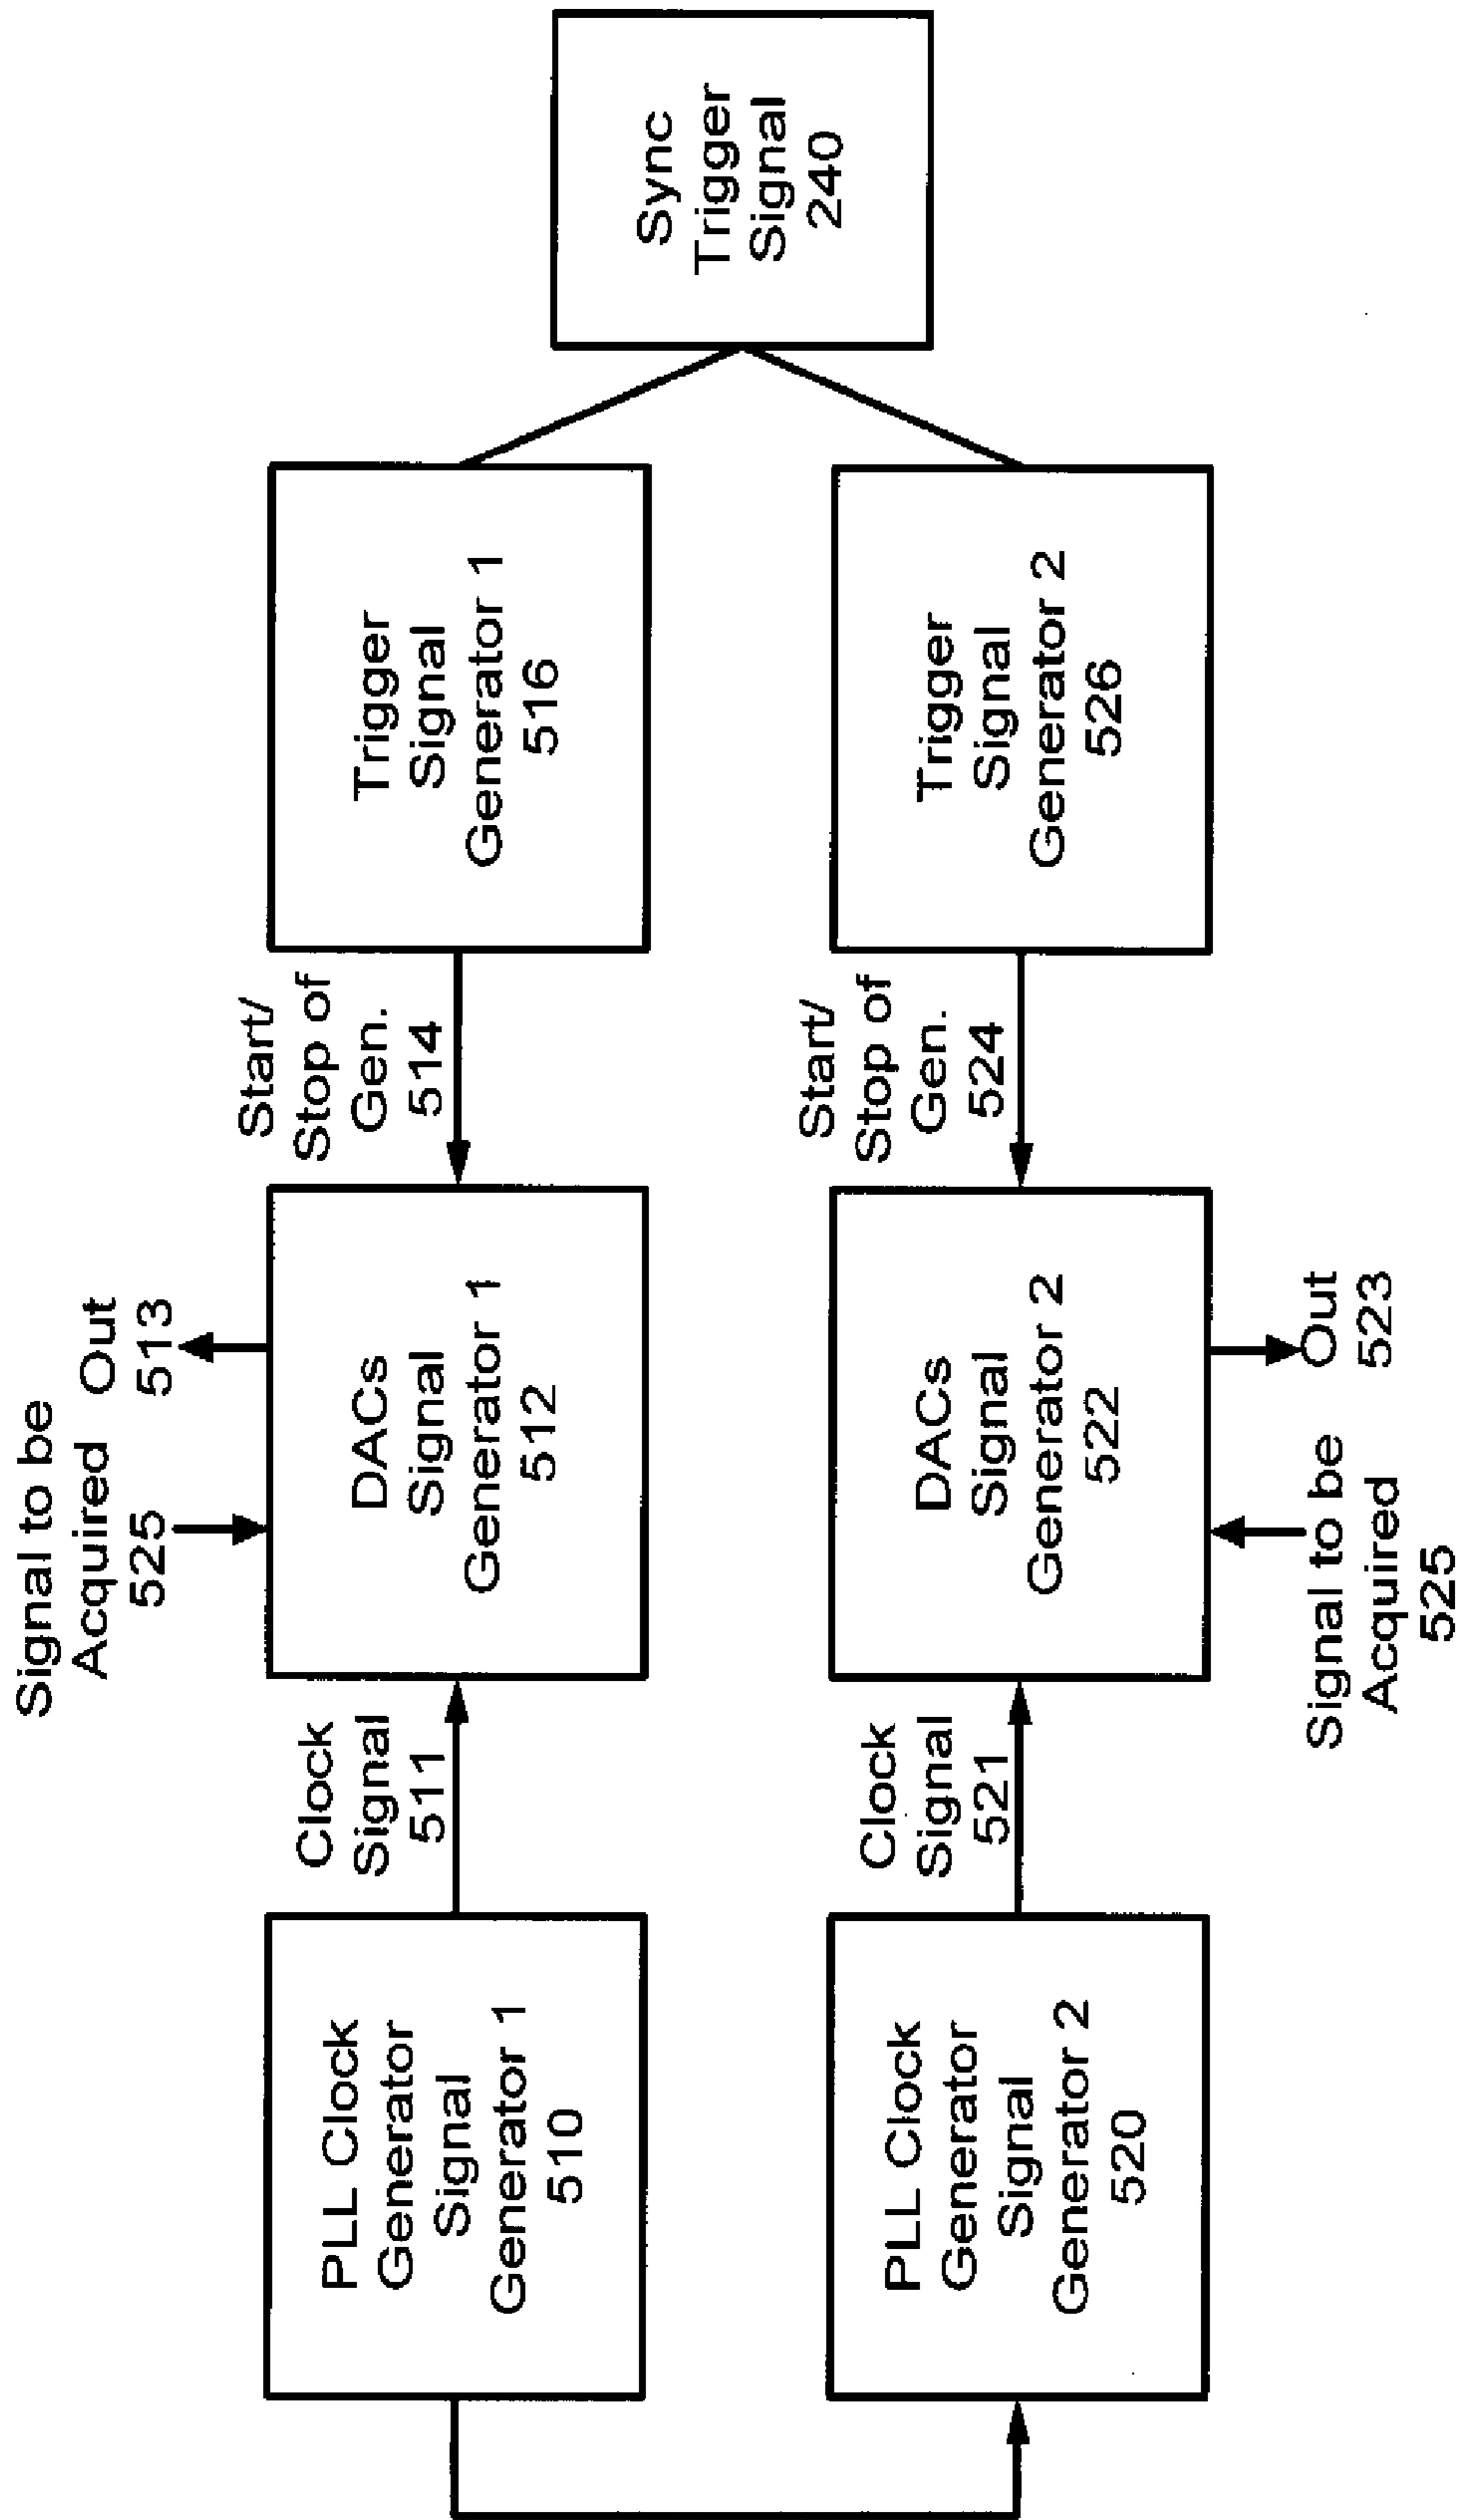 Signal to be
Acquired
525
Out
513
PLL Clock
Generator
Signal
Generator 1
510
Clock
Signal
511
DACs
Signal
Generator 1
512
Start/
Stop of
Gen.
514
Trigger
Signal
Generator 1
516
Sync
Trigger
Signal
240
PLL Clock
Generator
Signal
Generator 2
520
Clock
Signal
521
DACs
Signal
Generator 2
522
Start/
Stop of
Gen.
524
Trigger
Signal
Generator 2
526
Signal to be
Acquired
525
Out
523